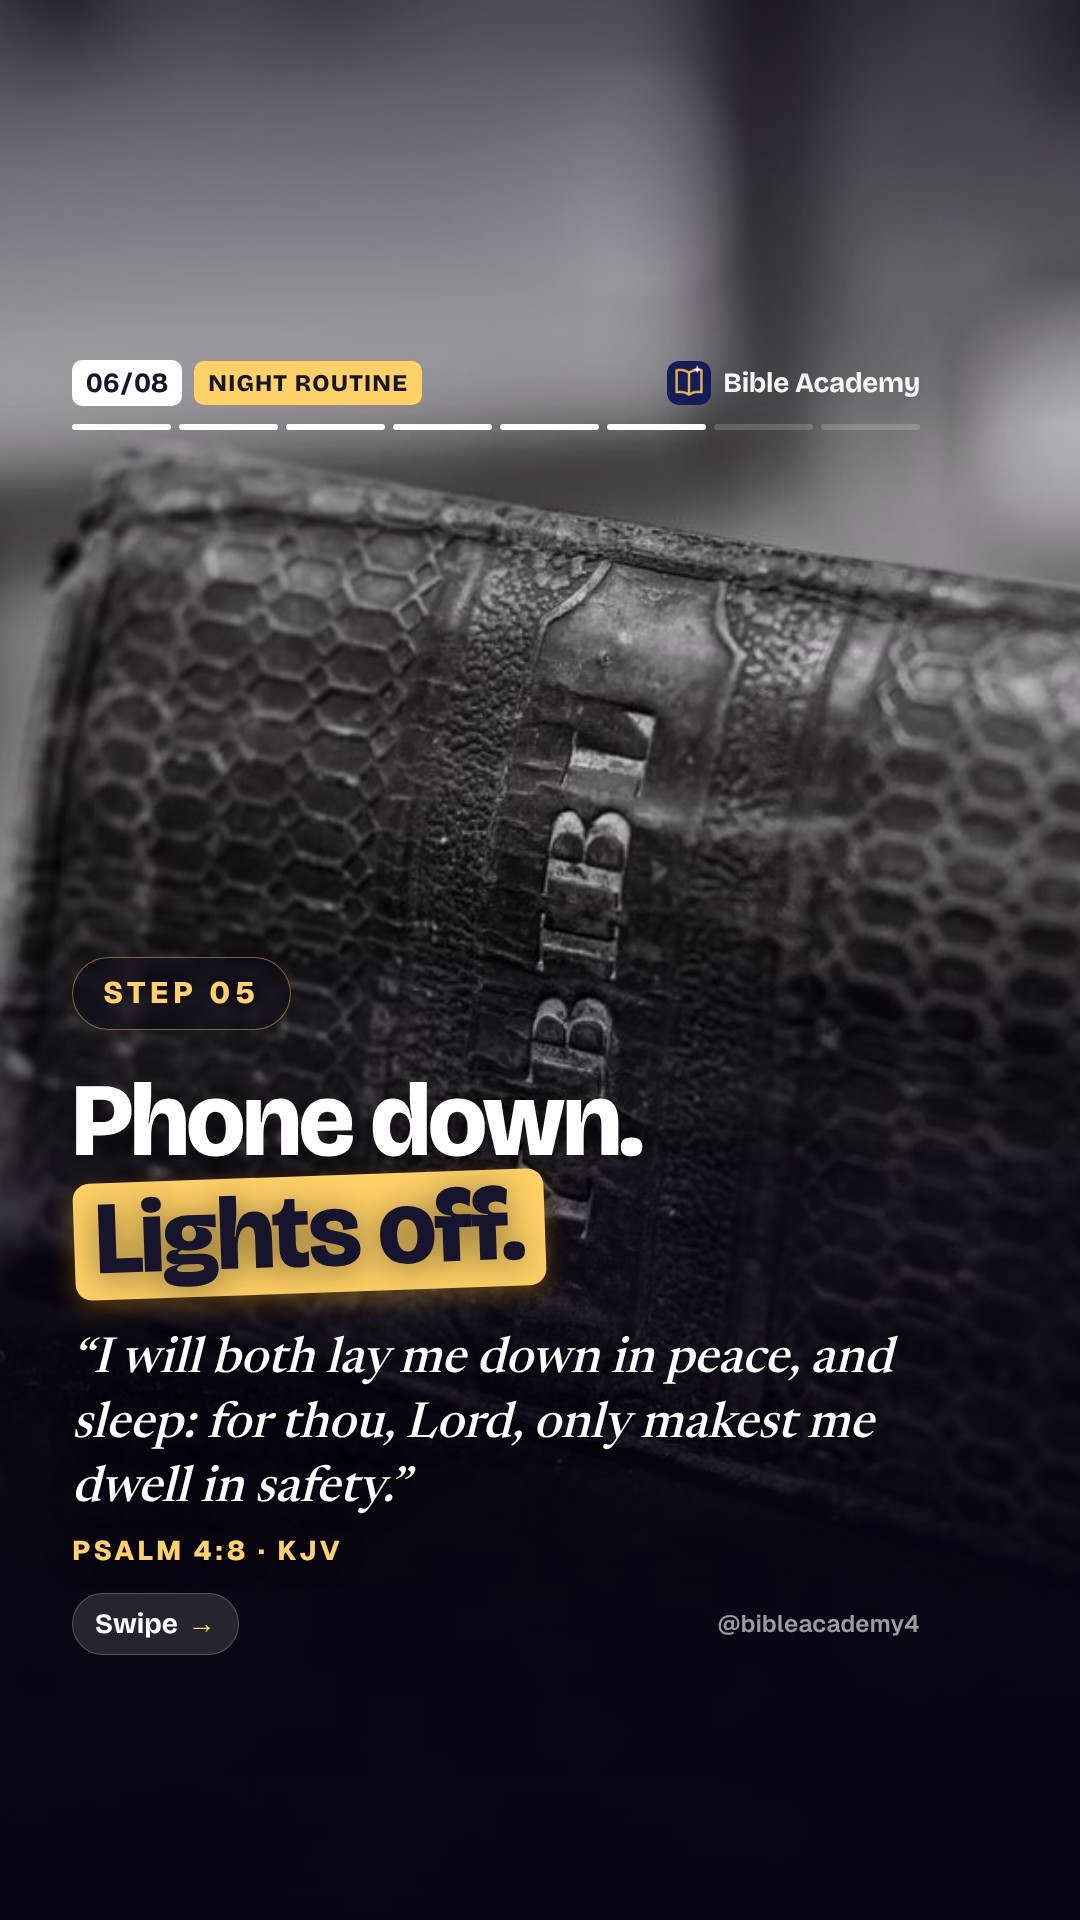 06/08
NIGHT ROUTINE
Bible Academy
STEP 05
Phone down.
Lights off.
“I will both lay me down in peace, and
sleep: for thou, Lord, only makest me
dwell in safety.”
PSALM 4:8 · KJV
Swipe →
@bibleacademy4